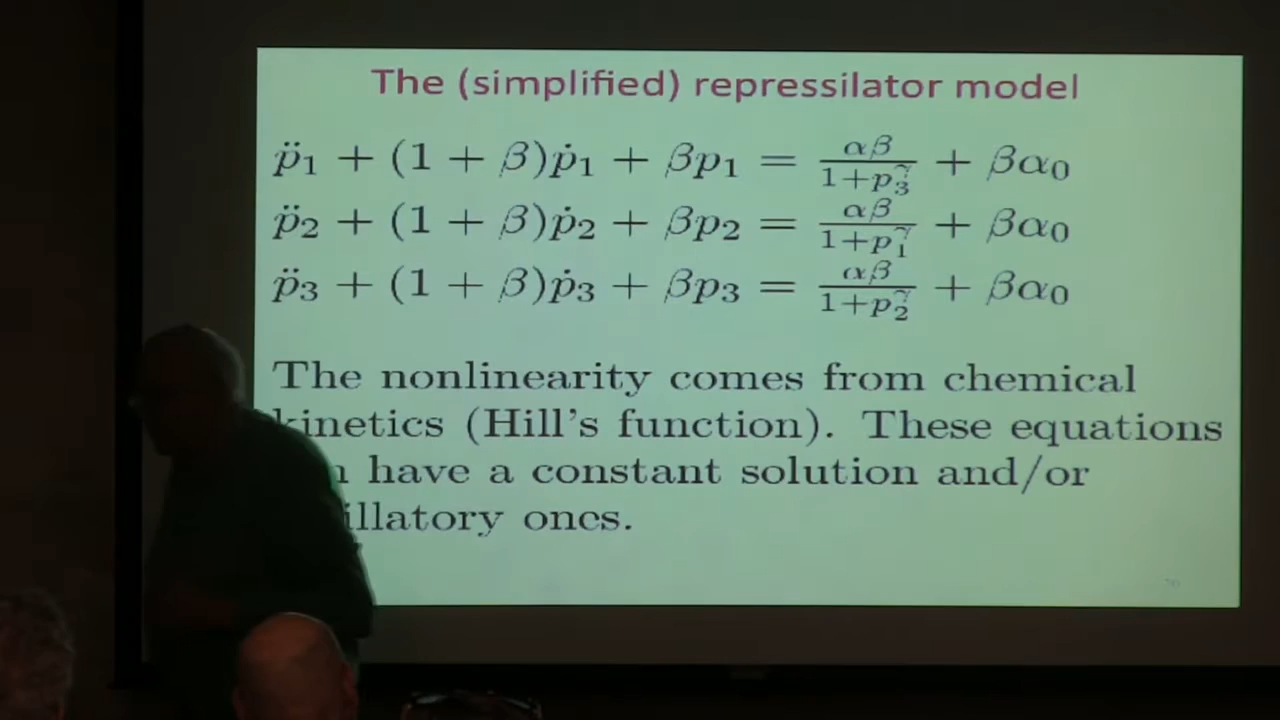 The (simplified) repressilator model
p̈₁ + (1 + β)ṗ₁ + βp₁ = αβ/(1+p₃^γ) + βα₀
p̈₂ + (1 + β)ṗ₂ + βp₂ = αβ/(1+p₁^γ) + βα₀
p̈₃ + (1 + β)ṗ₃ + βp₃ = αβ/(1+p₂^γ) + βα₀
The nonlinearity comes from chemical
kinetics (Hill's function). These equations
have a constant solution and/or
illatory ones.